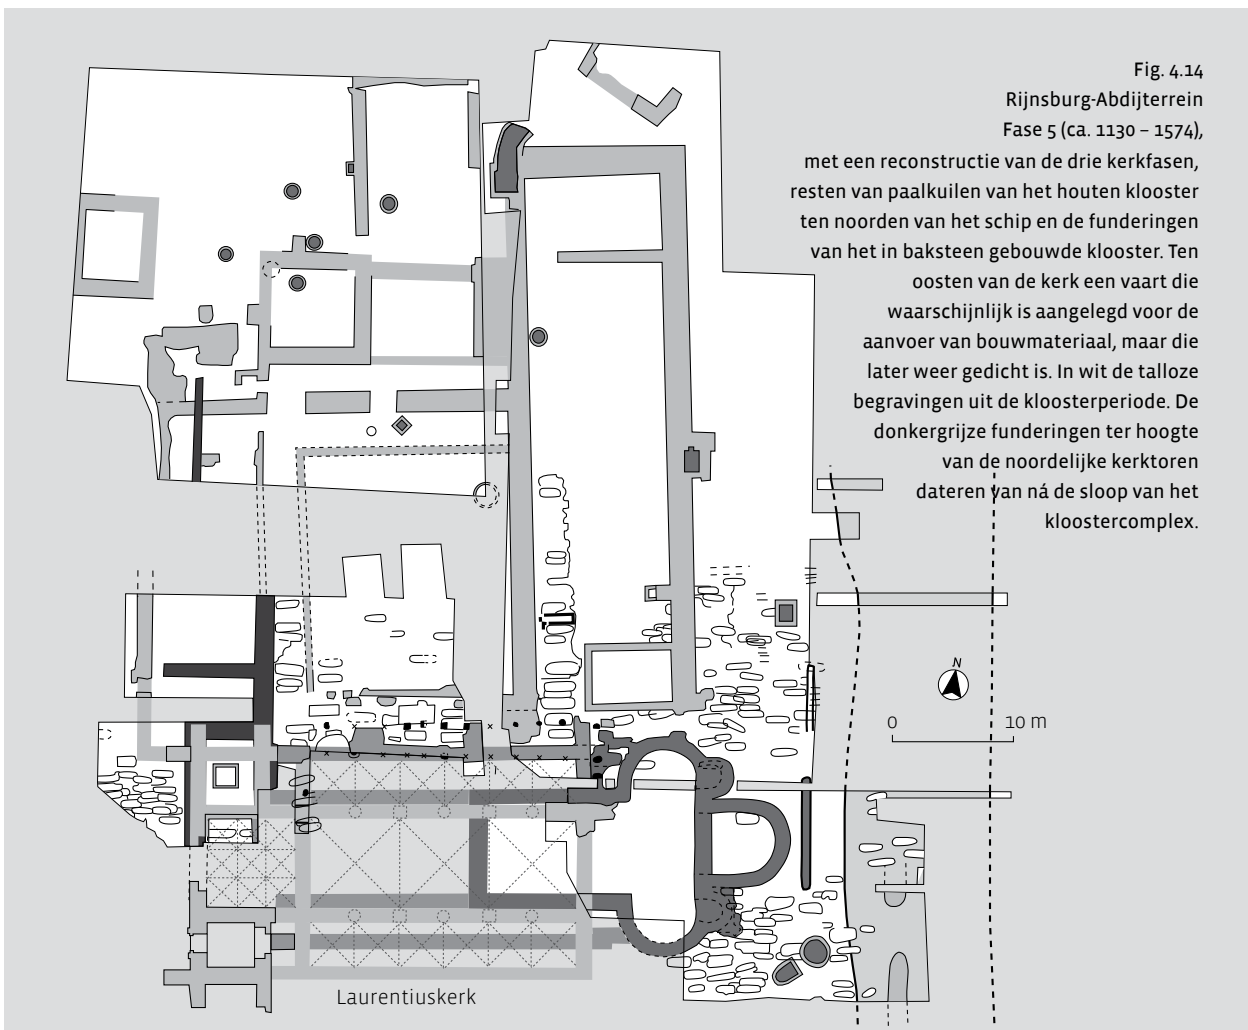 Fig. 4.14
Rijnsburg-Abdijterrein
Fase 5 (ca. 1130 – 1574),
met een reconstructie van de drie kerkfasen,
resten van paalkuilen van het houten klooster
ten noorden van het schip en de funderingen
van het in baksteen gebouwde klooster. Ten
oosten van de kerk een vaart die
waarschijnlijk is aangelegd voor de
aanvoer van bouwmateriaal, maar die
later weer gedicht is. In wit de talloze
begravingen uit de kloosterperiode. De
donkergrijze funderingen ter hoogte
van de noordelijke kerktoren
dateren van ná de sloop van het
kloostercomplex.
N
0 10 m
Laurentiuskerk